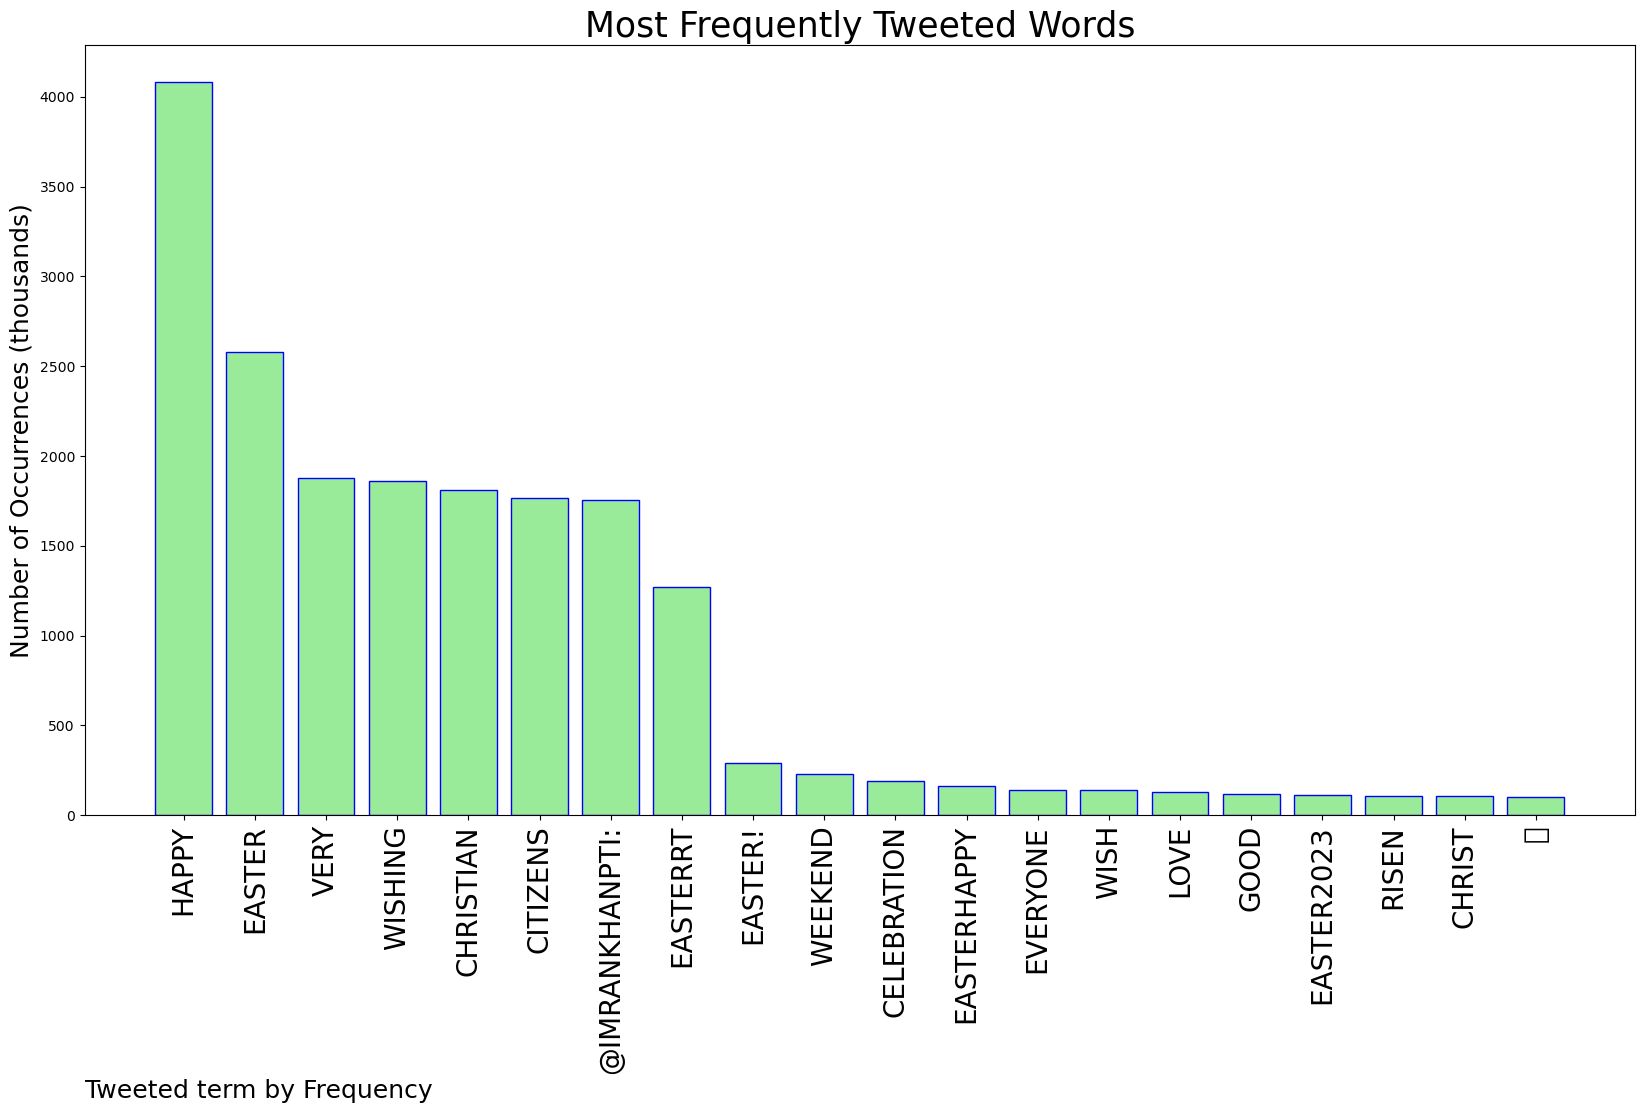 Most Frequently Tweeted Words
Number of Occurrences (thousands)
4000
3500
3000
2500
2000
1500
1000
500
0
HAPPY
EASTER
VERY
WISHING
CHRISTIAN
CITIZENS
@IMRANKHANPTI:
EASTERRT
EASTER!
WEEKEND
CELEBRATION
EASTERHAPPY
EVERYONE
WISH
LOVE
GOOD
EASTER2023
RISEN
CHRIST
Tweeted term by Frequency